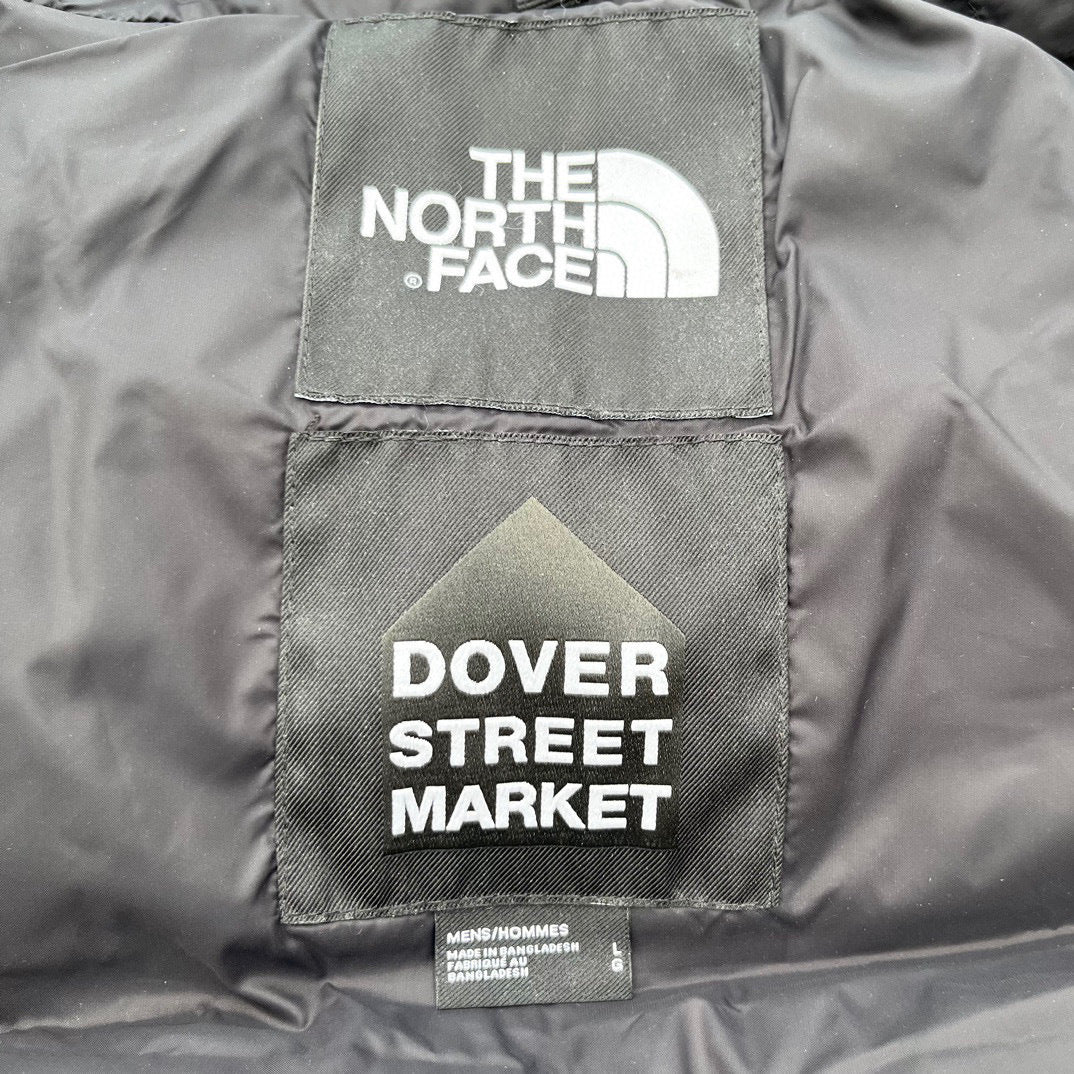 THE
NORTH
® FACE
DOVER
STREET
MARKET
MENS/HOMMES L
MADE IN BANGLADESH G
FABRIQUÉ AU
BANGLADESH